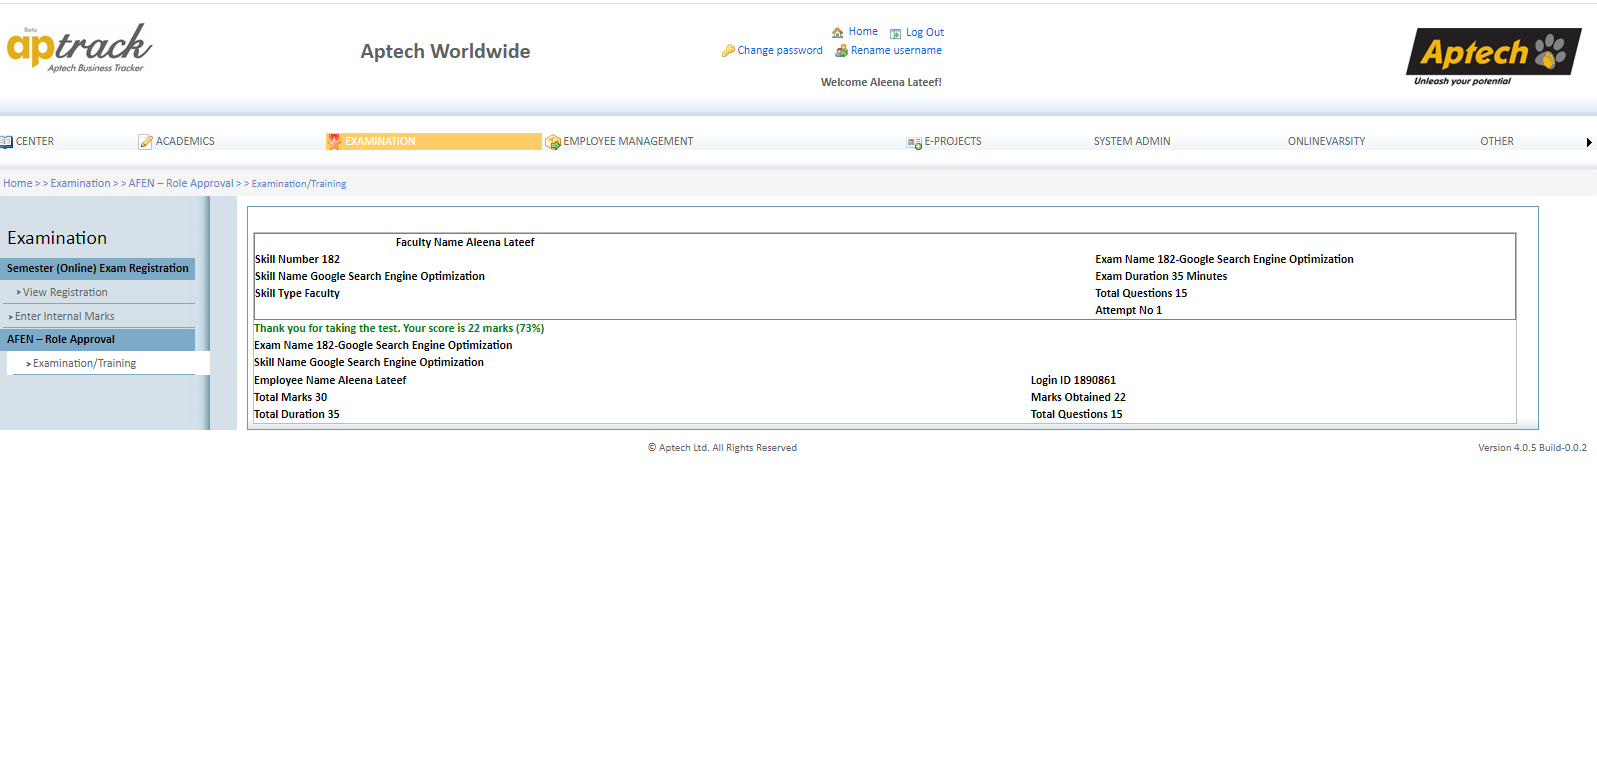 Beta
aptrack
Aptech Business Tracker
Aptech Worldwide
Home Log Out
Change password Rename username
Welcome Aleena Lateef!
Aptech
Unleash your potential
CENTER ACADEMICS EXAMINATION EMPLOYEE MANAGEMENT E-PROJECTS SYSTEM ADMIN ONLINEVARSITY OTHER
Home > > Examination > > AFEN – Role Approval > > Examination/Training
Examination
Semester (Online) Exam Registration
> View Registration
> Enter Internal Marks
AFEN – Role Approval
> Examination/Training
Faculty Name Aleena Lateef
Skill Number 182 Exam Name 182-Google Search Engine Optimization
Skill Name Google Search Engine Optimization Exam Duration 35 Minutes
Skill Type Faculty Total Questions 15
Attempt No 1
Thank you for taking the test. Your score is 22 marks (73%)
Exam Name 182-Google Search Engine Optimization
Skill Name Google Search Engine Optimization
Employee Name Aleena Lateef Login ID 1890861
Total Marks 30 Marks Obtained 22
Total Duration 35 Total Questions 15
© Aptech Ltd. All Rights Reserved Version 4.0.5 Build-0.0.2